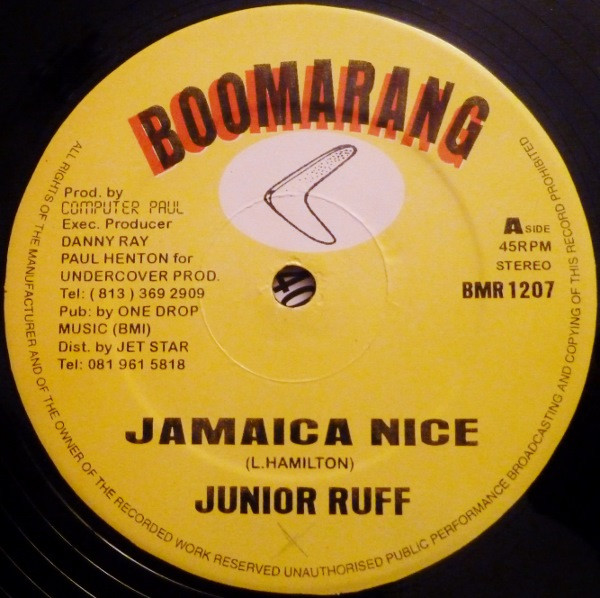 BOOMARANG
Prod. by
COMPUTER PAUL
Exec. Producer
DANNY RAY
PAUL HENTON for
UNDERCOVER PROD.
Tel: ( 813 ) 369 2909
Pub: by ONE DROP
MUSIC (BMI)
Dist. by JET STAR
Tel: 081 961 5818
A SIDE
45RPM
STEREO
BMR 1207
JAMAICA NICE
(L.HAMILTON)
JUNIOR RUFF
ALL RIGHTS OF THE MANUFACTURER AND OF THE OWNER OF THE RECORDED WORK RESERVED UNAUTHORISED PUBLIC PERFORMANCE BROADCASTING AND COPYING OF THIS RECORD PROHIBITED